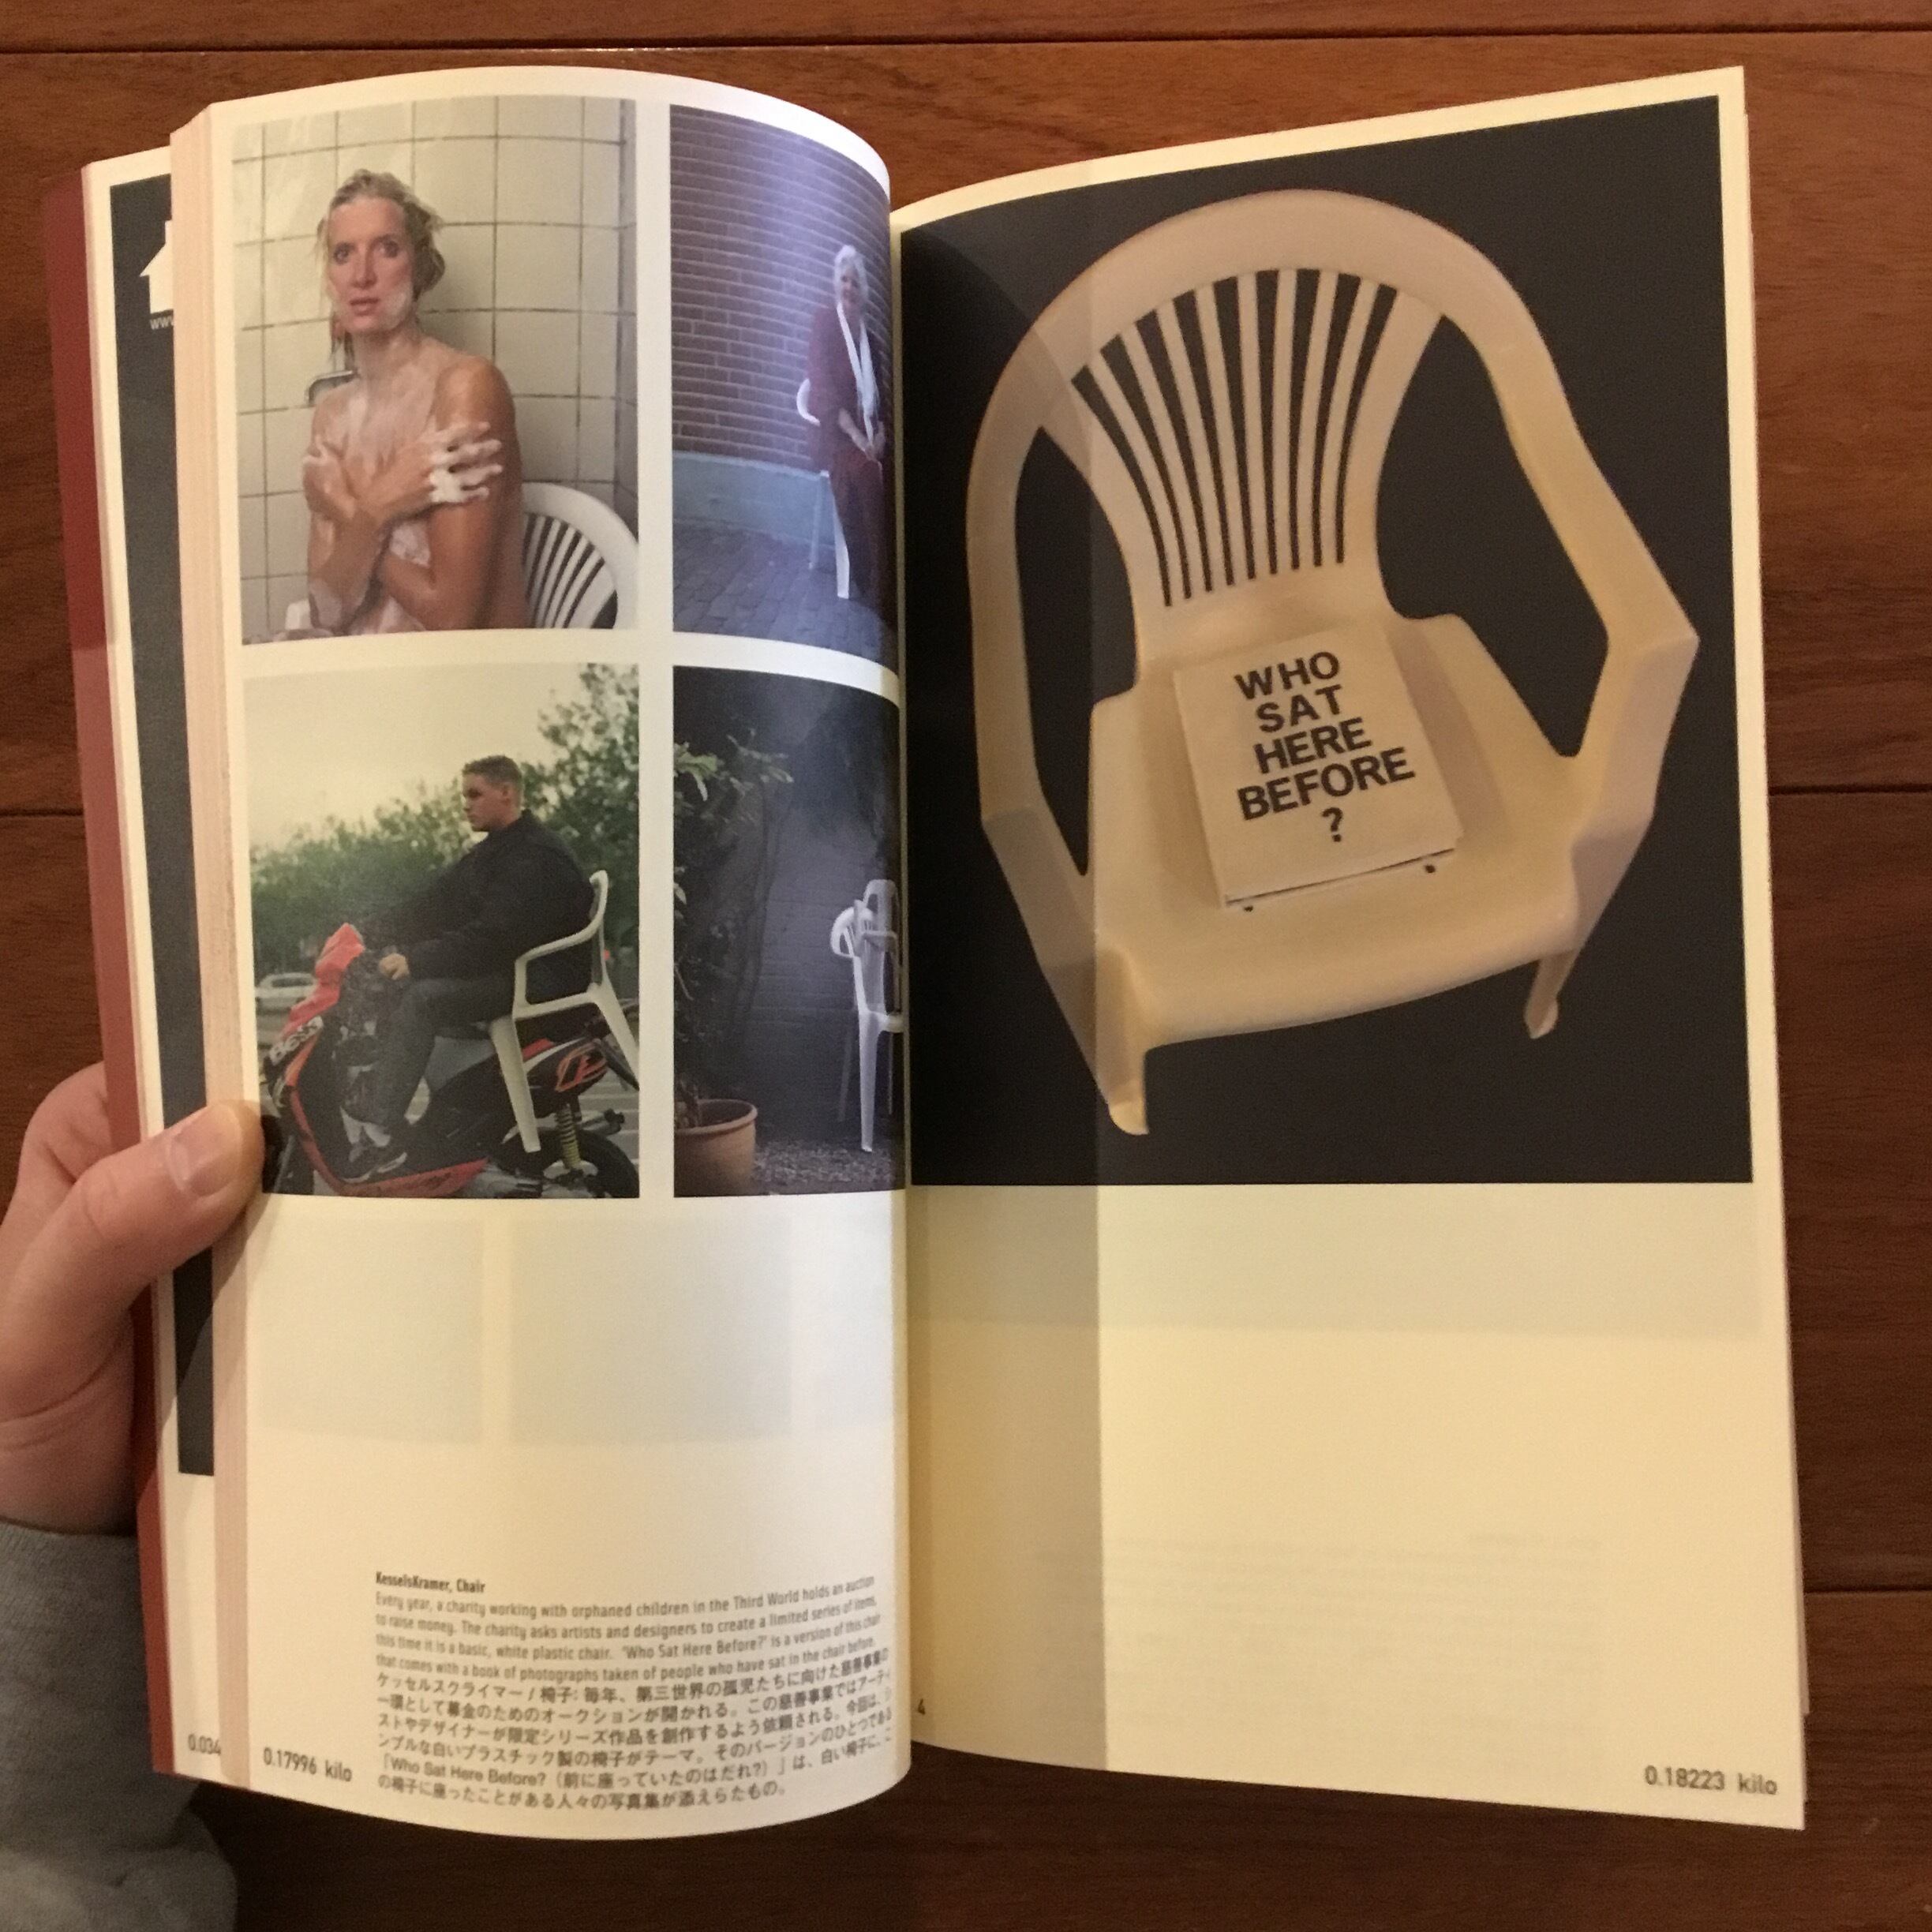 www
BeSK
WHO
SAT
HERE
BEFORE
?
KesselsKramer, Chair
Every year, a charity working with orphaned children in the Third World holds an auction
to raise money. The charity asks artists and designers to create a limited series of items,
this time it is a basic, white plastic chair. 'Who Sat Here Before?' is a version of this chair
that comes with a book of photographs taken of people who have sat in the chair before.
ケッセルスクライマー / 椅子: 毎年、第三世界の孤児たちに向けた慈善事業の
一環として募金のためのオークションが開かれる。この慈善事業ではアーティ
ストやデザイナーが限定シリーズ作品を創作するよう依頼される。今回は、シ
ンプルな白いプラスチック製の椅子がテーマ。そのバージョンのひとつである
「Who Sat Here Before?（前に座っていたのはだれ?）」は、白い椅子に、こ
の椅子に座ったことがある人々の写真集が添えらたもの。
0.034
0.17996 kilo
4
0.18223 kilo